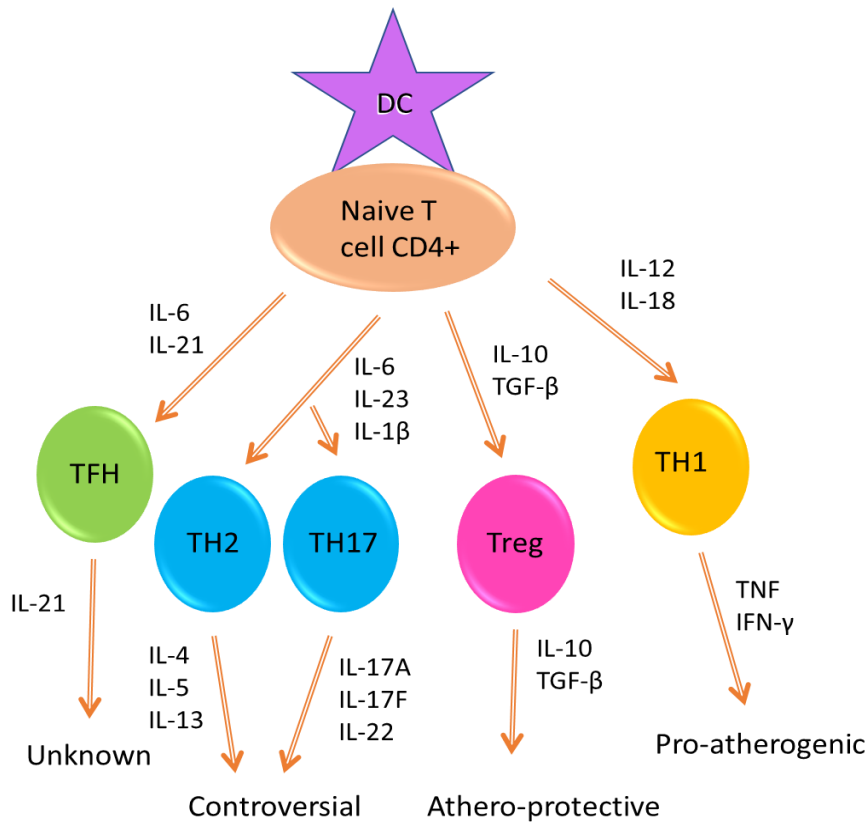 DC
Naive T
cell CD4+
IL-6
IL-21
IL-6
IL-23
IL-1β
IL-10
TGF-β
IL-12
IL-18
TFH
TH2
TH17
Treg
TH1
IL-21
IL-4
IL-5
IL-13
IL-17A
IL-17F
IL-22
IL-10
TGF-β
TNF
IFN-γ
Unknown
Controversial
Athero-protective
Pro-atherogenic